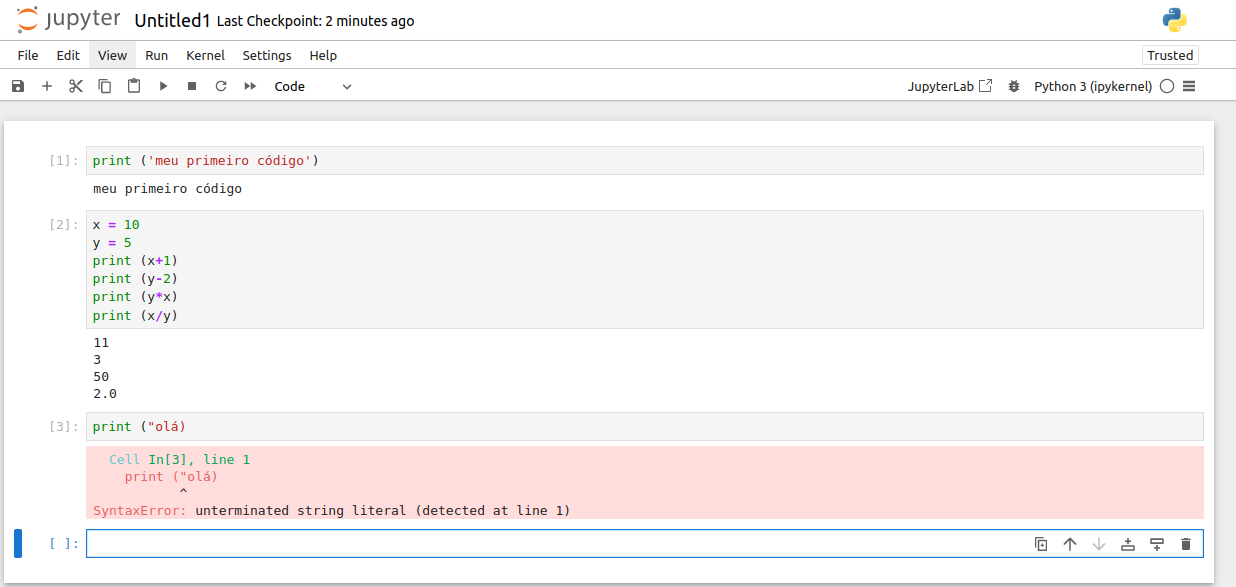 jupyter Untitled1 Last Checkpoint: 2 minutes ago
File Edit View Run Kernel Settings Help Trusted
Code JupyterLab Python 3 (ipykernel)
[1]: print ('meu primeiro código')
meu primeiro código
[2]: x = 10
y = 5
print (x+1)
print (y-2)
print (y*x)
print (x/y)
11
3
50
2.0
[3]: print ("olá)
Cell In[3], line 1
print ("olá)
^
SyntaxError: unterminated string literal (detected at line 1)
[ ]: